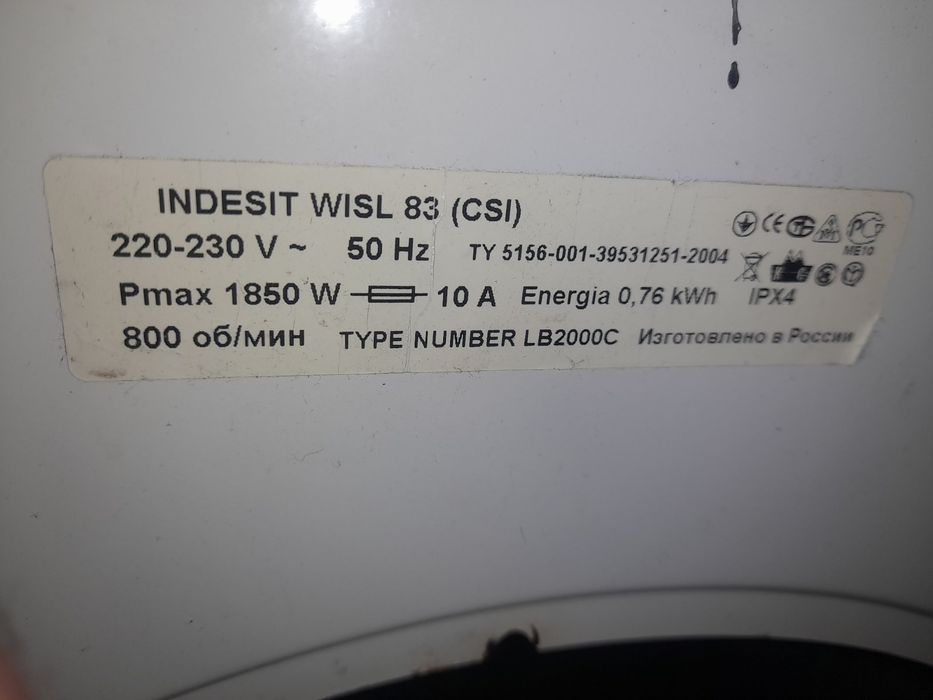 INDESIT WISL 83 (CSI)
220-230 V ~ 50 Hz TY 5156-001-39531251-2004
ME10
Pmax 1850 W 10 A Energia 0,76 kWh IPX4
800 об/мин TYPE NUMBER LB2000C Изготовлено в России